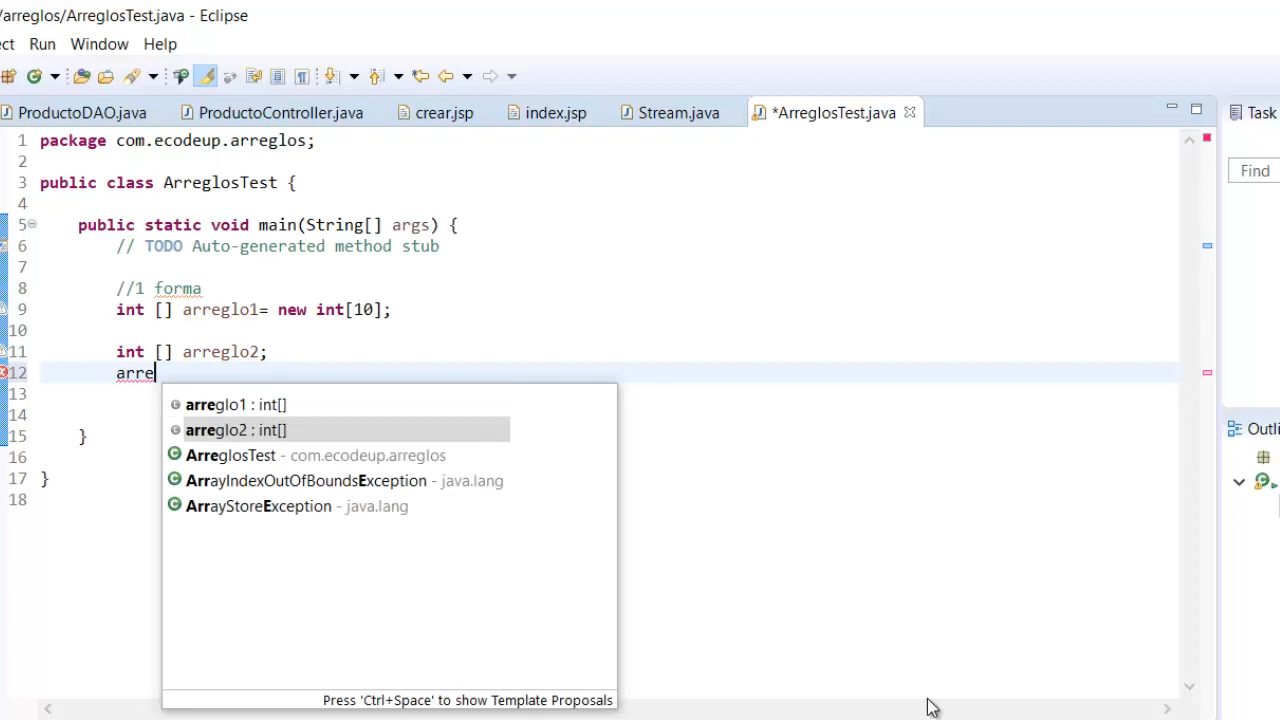 /arreglos/ArreglosTest.java - Eclipse
ct Run Window Help
ProductoDAO.java ProductoController.java crear.jsp index.jsp Stream.java *ArreglosTest.java Task
1 package com.ecodeup.arreglos;
2
3 public class ArreglosTest {
4
5 public static void main(String[] args) {
6 // TODO Auto-generated method stub
7
8 //1 forma
9 int [] arreglo1= new int[10];
10
11 int [] arreglo2;
12 arre
13
14
15 }
16
17 }
18
arreglo1 : int[]
arreglo2 : int[]
ArreglosTest - com.ecodeup.arreglos
ArrayIndexOutOfBoundsException - java.lang
ArrayStoreException - java.lang
Press 'Ctrl+Space' to show Template Proposals
Find
Outli